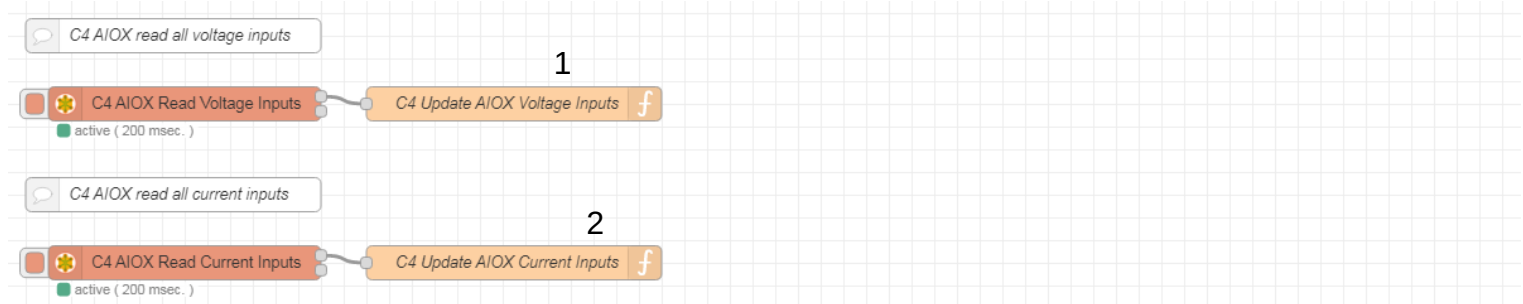 C4 AIOX read all voltage inputs
1
C4 AIOX Read Voltage Inputs
C4 Update AIOX Voltage Inputs
active ( 200 msec. )
C4 AIOX read all current inputs
2
C4 AIOX Read Current Inputs
C4 Update AIOX Current Inputs
active ( 200 msec. )